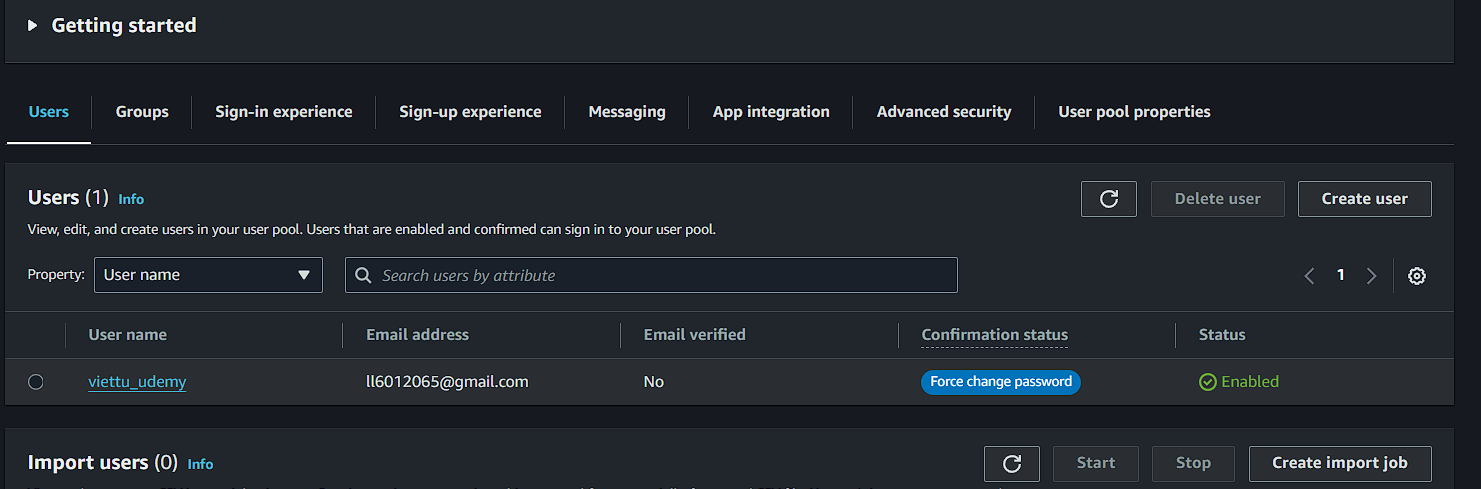 Getting started
Users Groups Sign-in experience Sign-up experience Messaging App integration Advanced security User pool properties
Users (1) Info Delete user Create user
View, edit, and create users in your user pool. Users that are enabled and confirmed can sign in to your user pool.
Property: User name Search users by attribute 1
User name Email address Email verified Confirmation status Status
viettu_udemy ll6012065@gmail.com No Force change password Enabled
Import users (0) Info Start Stop Create import job